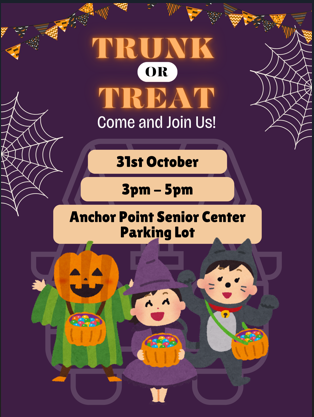 TRUNK
OR
TREAT
Come and Join Us!
31st October
3pm - 5pm
Anchor Point Senior Center
Parking Lot